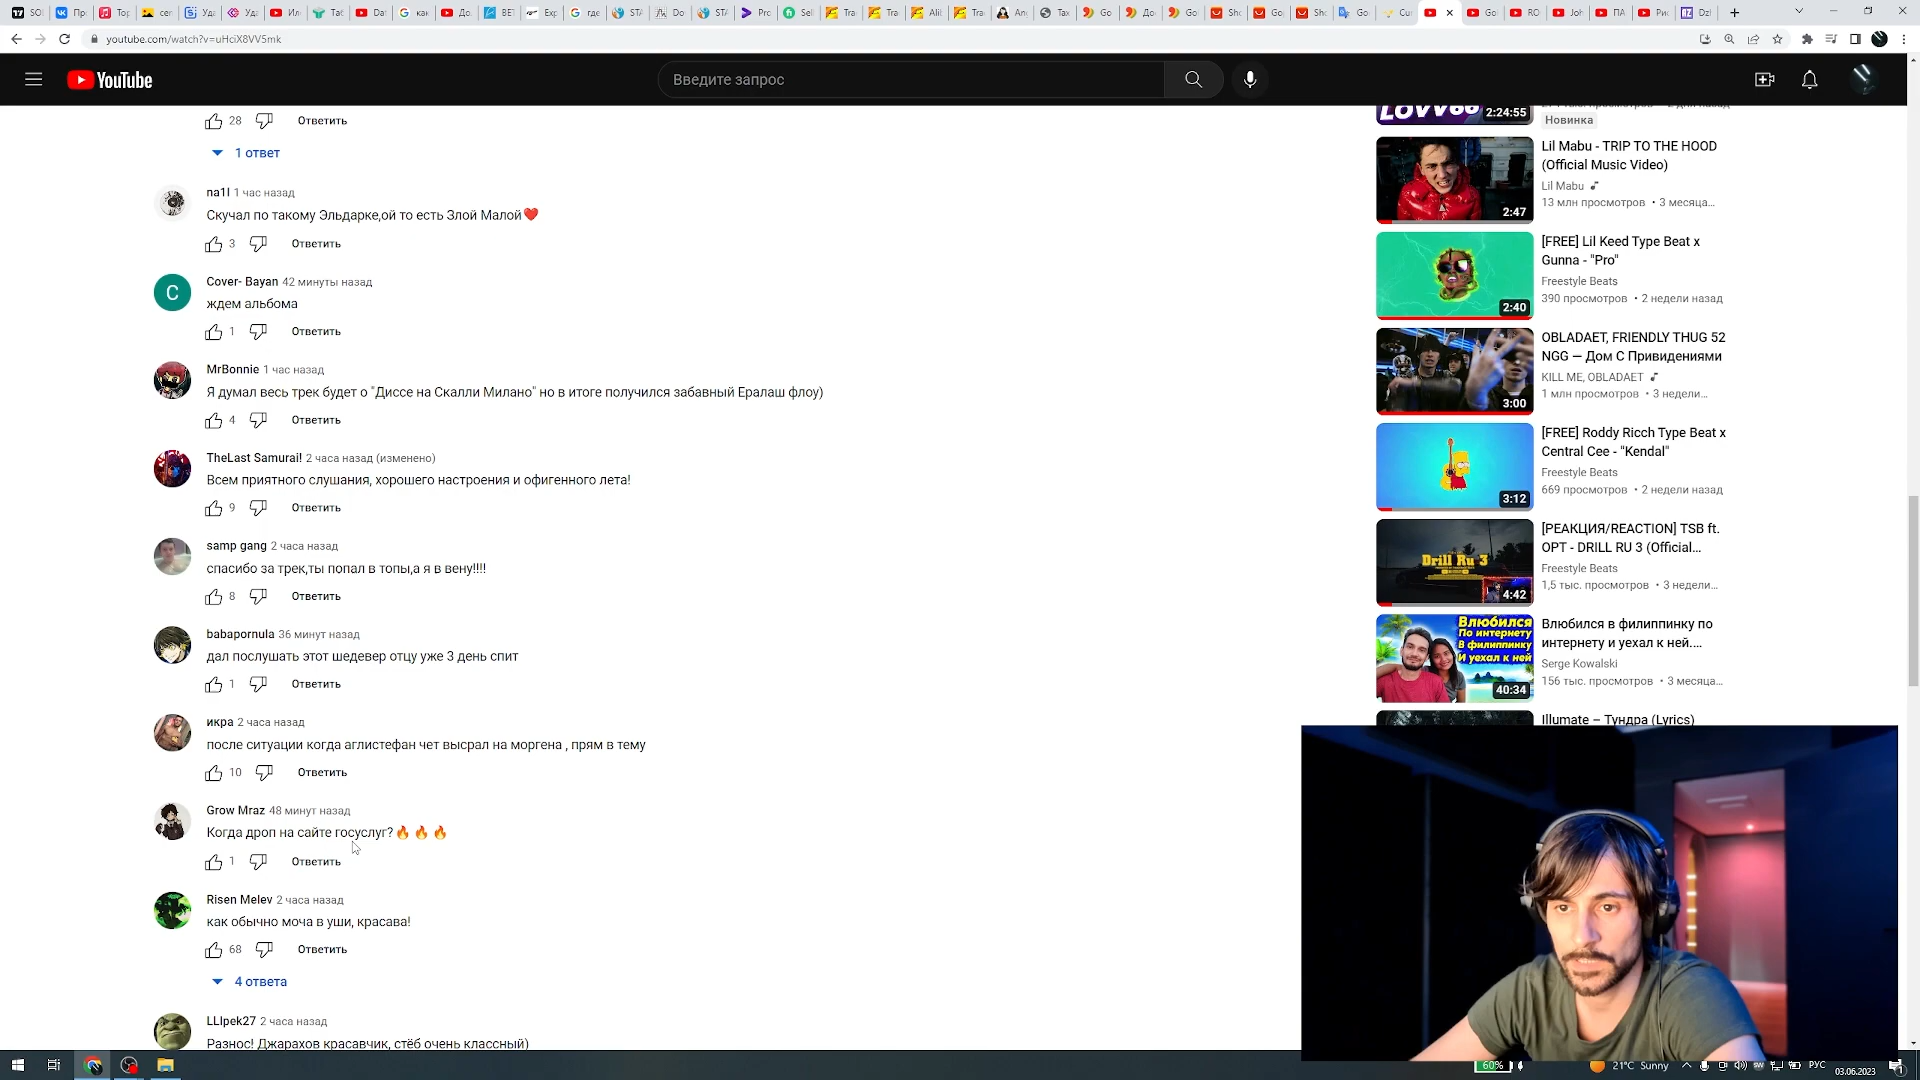 youtube.com/watch?v=uHciX8VV5mk
YouTube
Введите запрос
28
Ответить
1 ответ
na1l 1 час назад
Скучал по такому Эльдарке,ой то есть Злой Малой❤️
3 Ответить
Cover- Bayan 42 минуты назад
ждем альбома
1 Ответить
MrBonnie 1 час назад
Я думал весь трек будет о "Диссе на Скалли Милано" но в итоге получился забавный Ералаш флоу)
4 Ответить
TheLast Samurai! 2 часа назад (изменено)
Всем приятного слушания, хорошего настроения и офигенного лета!
9 Ответить
samp gang 2 часа назад
спасибо за трек,ты попал в топы,а я в вену!!!!
8 Ответить
babapornula 36 минут назад
дал послушать этот шедевер отцу уже 3 день спит
1 Ответить
икра 2 часа назад
после ситуации когда аглистефан чет высрал на моргена , прям в тему
10 Ответить
Grow Mraz 48 минут назад
Когда дроп на сайте госуслуг?🔥🔥🔥
1 Ответить
Risen Melev 2 часа назад
как обычно моча в уши, красава!
68 Ответить
4 ответа
LLlpek27 2 часа назад
Разнос! Джарахов красавчик, стёб очень классный)
2:24:55
Новинка
Lil Mabu - TRIP TO THE HOOD
(Official Music Video)
Lil Mabu
13 млн просмотров • 3 месяца...
2:47
[FREE] Lil Keed Type Beat x
Gunna - "Pro"
Freestyle Beats
390 просмотров • 2 недели назад
2:40
OBLADAET, FRIENDLY THUG 52
NGG — Дом С Привидениями
KILL ME, OBLADAET
1 млн просмотров • 3 недели...
3:00
[FREE] Roddy Ricch Type Beat x
Central Cee - "Kendal"
Freestyle Beats
669 просмотров • 2 недели назад
3:12
[РЕАКЦИЯ/REACTION] TSB ft.
OPT - DRILL RU 3 (Official...
Freestyle Beats
1,5 тыс. просмотров • 3 недели...
Drill Ru 3
4:42
Влюбился в филиппинку по
интернету и уехал к ней....
Serge Kowalski
156 тыс. просмотров • 3 месяца...
Влюбился
По интернету
В филиппинку
И уехал к ней
40:34
Illumate – Тундра (Lyrics)
60%
21°C Sunny
РУС
03.06.2023